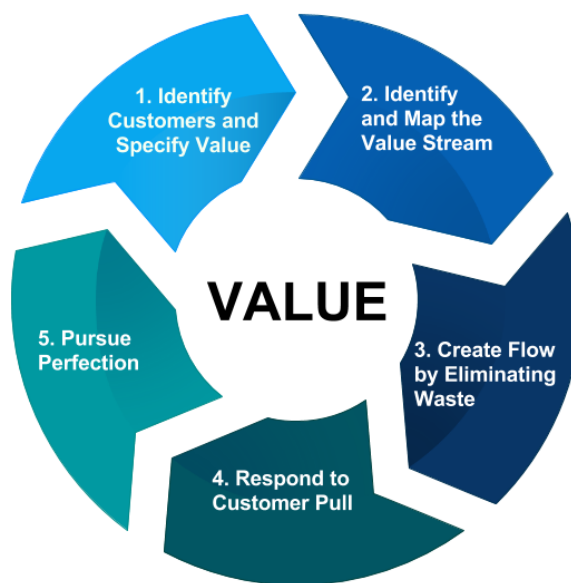 1. Identify
Customers and
Specify Value
2. Identify
and Map the
Value Stream
VALUE
3. Create Flow
by Eliminating
Waste
4. Respond to
Customer Pull
5. Pursue
Perfection